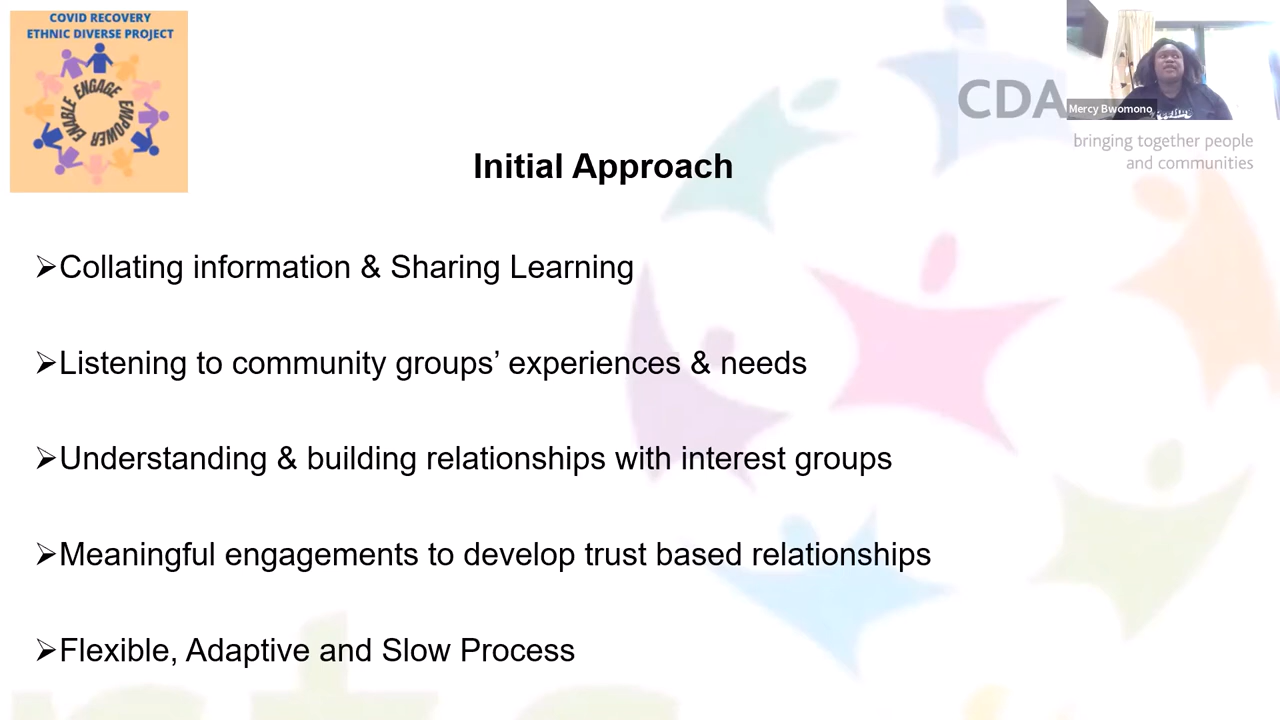 COVID RECOVERY
ETHNIC DIVERSE PROJECT
ENABLE ENGAGE EMPOWER
CDA
Mercy Bwomono
bringing together people
and communities
Initial Approach
➢Collating information & Sharing Learning
➢Listening to community groups’ experiences & needs
➢Understanding & building relationships with interest groups
➢Meaningful engagements to develop trust based relationships
➢Flexible, Adaptive and Slow Process